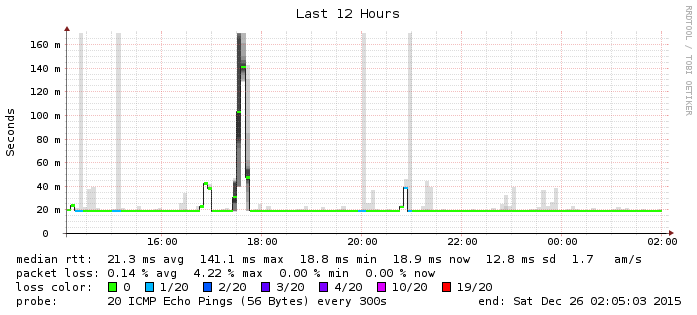 Last 12 Hours
RRDTOOL / TOBI OETIKER
Seconds
160 m
140 m
120 m
100 m
80 m
60 m
40 m
20 m
0
16:00 18:00 20:00 22:00 00:00 02:00
median rtt: 21.3 ms avg 141.1 ms max 18.8 ms min 18.9 ms now 12.8 ms sd 1.7 am/s
packet loss: 0.14 % avg 4.22 % max 0.00 % min 0.00 % now
loss color: 0 1/20 2/20 3/20 4/20 10/20 19/20
probe: 20 ICMP Echo Pings (56 Bytes) every 300s end: Sat Dec 26 02:05:03 2015